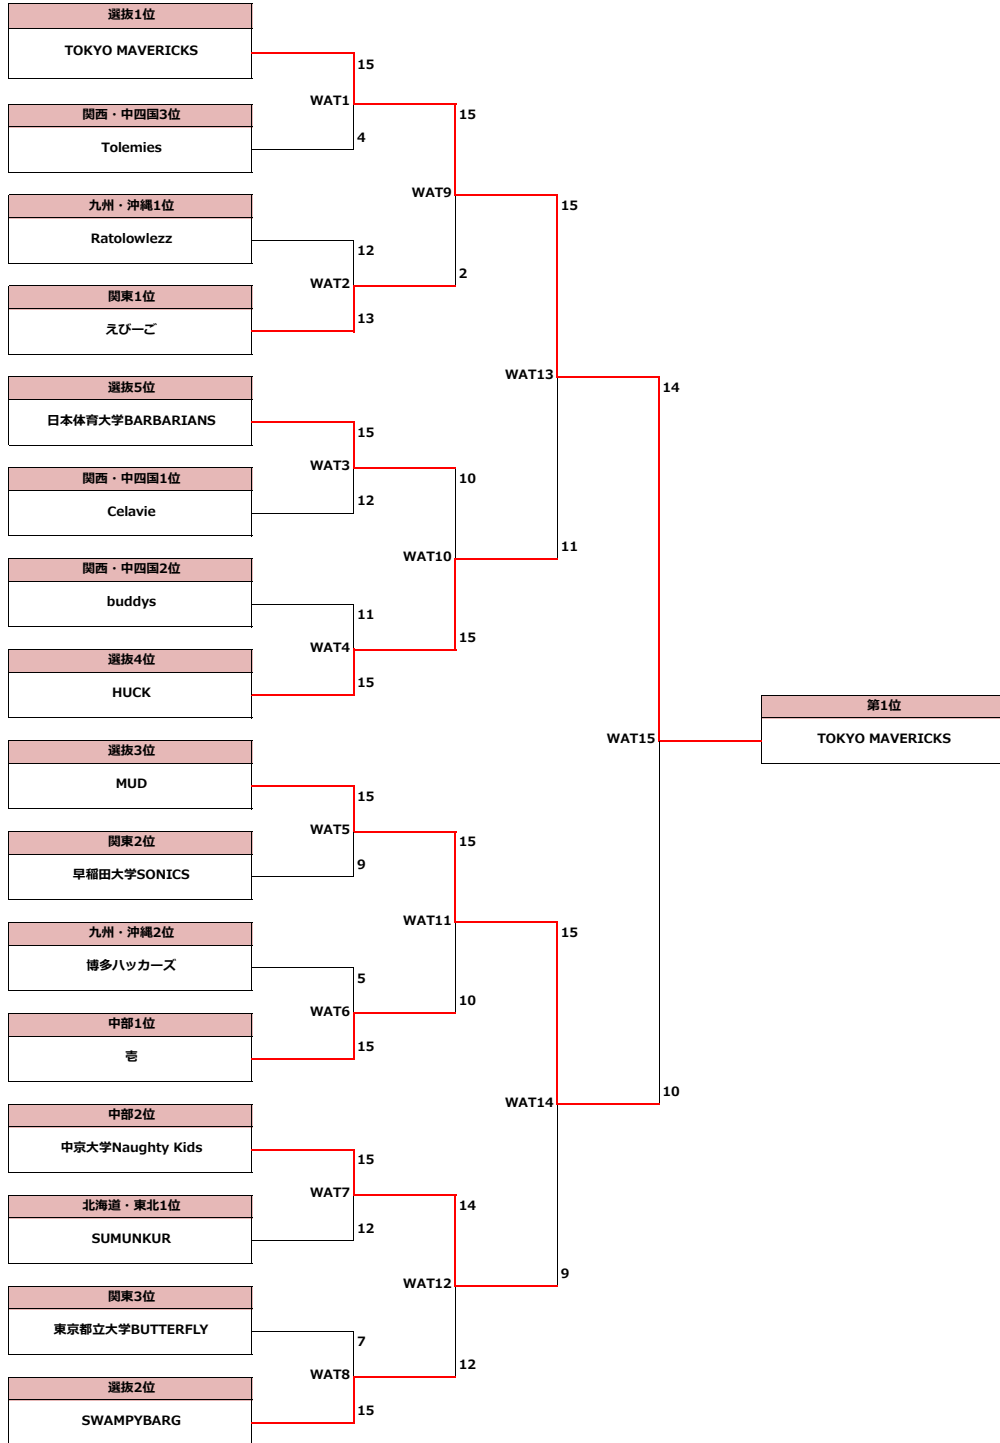 選抜1位
TOKYO MAVERICKS
15
WAT1
15
関西・中四国3位
4
Tolemies
WAT9
九州・沖縄1位
15
Ratolowlezz
12
2
WAT2
関東1位
13
えびーご
WAT13
選抜5位
14
日本体育大学BARBARIANS
15
WAT3
関西・中四国1位
10
12
Celavie
11
WAT10
関西・中四国2位
buddys
11
15
WAT4
選抜4位
15
HUCK
第1位
WAT15
TOKYO MAVERICKS
選抜3位
MUD
15
WAT5
関東2位
15
9
早稲田大学SONICS
WAT11
九州・沖縄2位
15
博多ハッカーズ
5
10
WAT6
中部1位
15
壱
10
WAT14
中部2位
中京大学Naughty Kids
15
WAT7
北海道・東北1位
14
12
SUMUNKUR
9
WAT12
関東3位
東京都立大学BUTTERFLY
7
12
WAT8
選抜2位
15
SWAMPYBARG